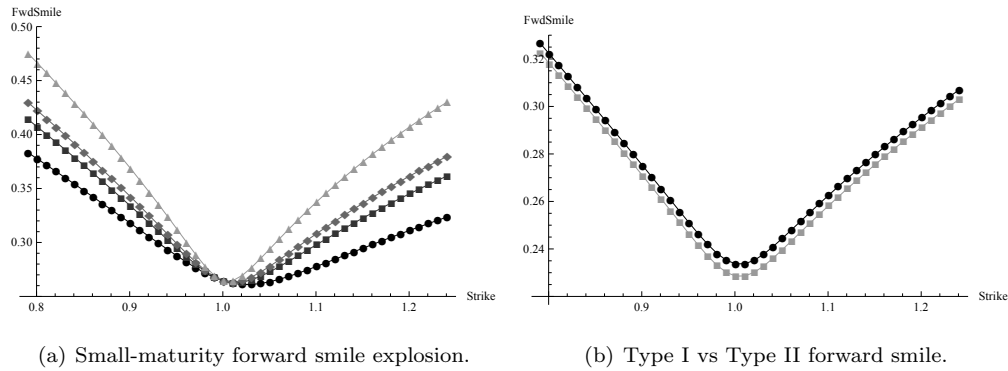 FwdSmile
0.50
0.45
0.40
0.35
0.30
0.8 0.9 1.0 1.1 1.2 Strike
(a) Small-maturity forward smile explosion.
FwdSmile
0.32
0.30
0.28
0.26
0.24
0.9 1.0 1.1 1.2 Strike
(b) Type I vs Type II forward smile.